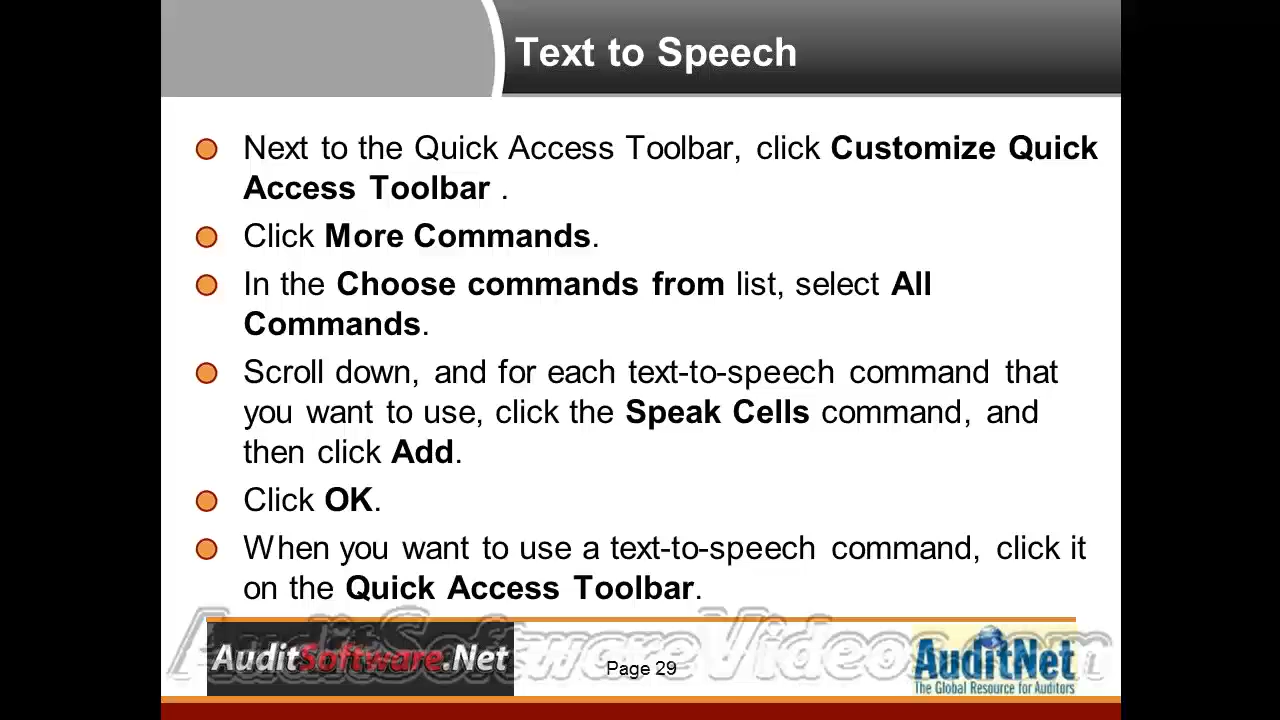 Text to Speech
Next to the Quick Access Toolbar, click Customize Quick
Access Toolbar .
Click More Commands.
In the Choose commands from list, select All
Commands.
Scroll down, and for each text-to-speech command that
you want to use, click the Speak Cells command, and
then click Add.
Click OK.
When you want to use a text-to-speech command, click it
on the Quick Access Toolbar.
AuditSoftwareVideos.com
AuditSoftware.Net
Page 29
AuditNet
The Global Resource for Auditors